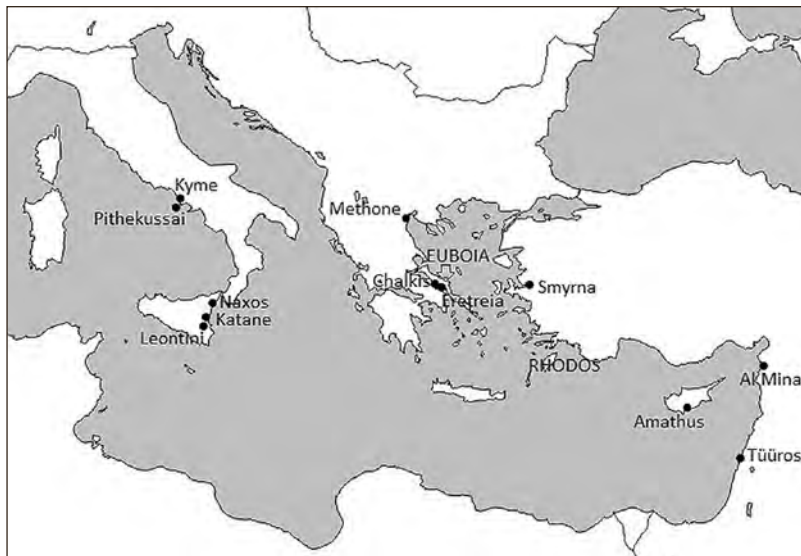 Kyme
Pithekussai
Methone
EUBOIA
Chalkis
Eretreia
Smyrna
Naxos
Katane
Leontini
RHODOS
Al Mina
Amathus
Tüüros